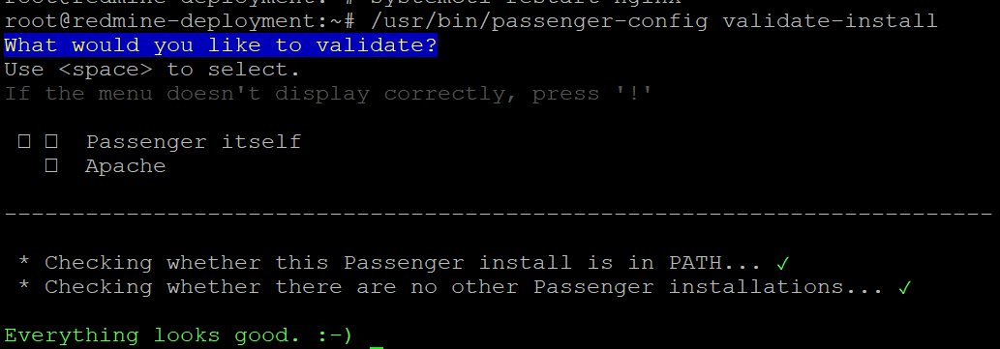 root@redmine-deployment:~# systemctl restart nginx
root@redmine-deployment:~# /usr/bin/passenger-config validate-install
What would you like to validate?
Use <space> to select.
If the menu doesn't display correctly, press '!'
Passenger itself
Apache
--------------------------------------------------------------------------
* Checking whether this Passenger install is in PATH... ✓
* Checking whether there are no other Passenger installations... ✓
Everything looks good. :-)